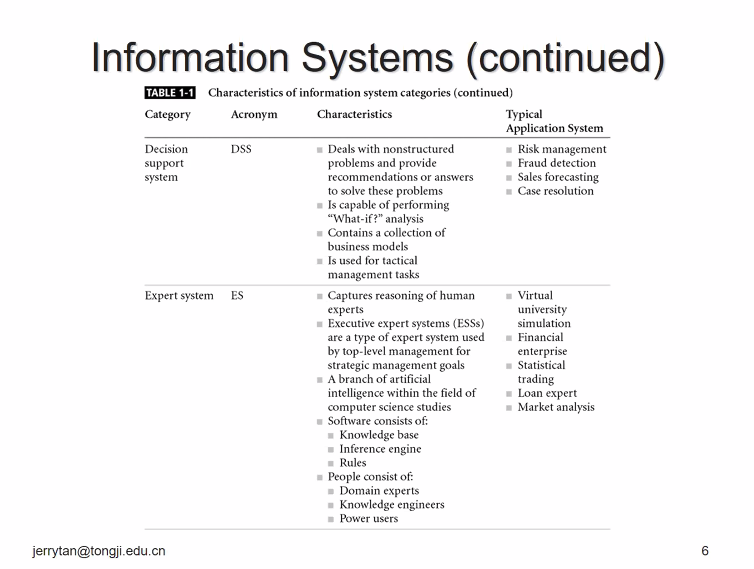 Information Systems (continued)
TABLE 1-1 Characteristics of information system categories (continued)
Category Acronym Characteristics Typical
Application System
Decision
support
system
DSS
Deals with nonstructured
problems and provide
recommendations or answers
to solve these problems
Is capable of performing
“What-if?” analysis
Contains a collection of
business models
Is used for tactical
management tasks
Risk management
Fraud detection
Sales forecasting
Case resolution
Expert system
ES
Captures reasoning of human
experts
Executive expert systems (ESSs)
are a type of expert system used
by top-level management for
strategic management goals
A branch of artificial
intelligence within the field of
computer science studies
Software consists of:
Knowledge base
Inference engine
Rules
People consist of:
Domain experts
Knowledge engineers
Power users
Virtual
university
simulation
Financial
enterprise
Statistical
trading
Loan expert
Market analysis
jerrytan@tongji.edu.cn
6